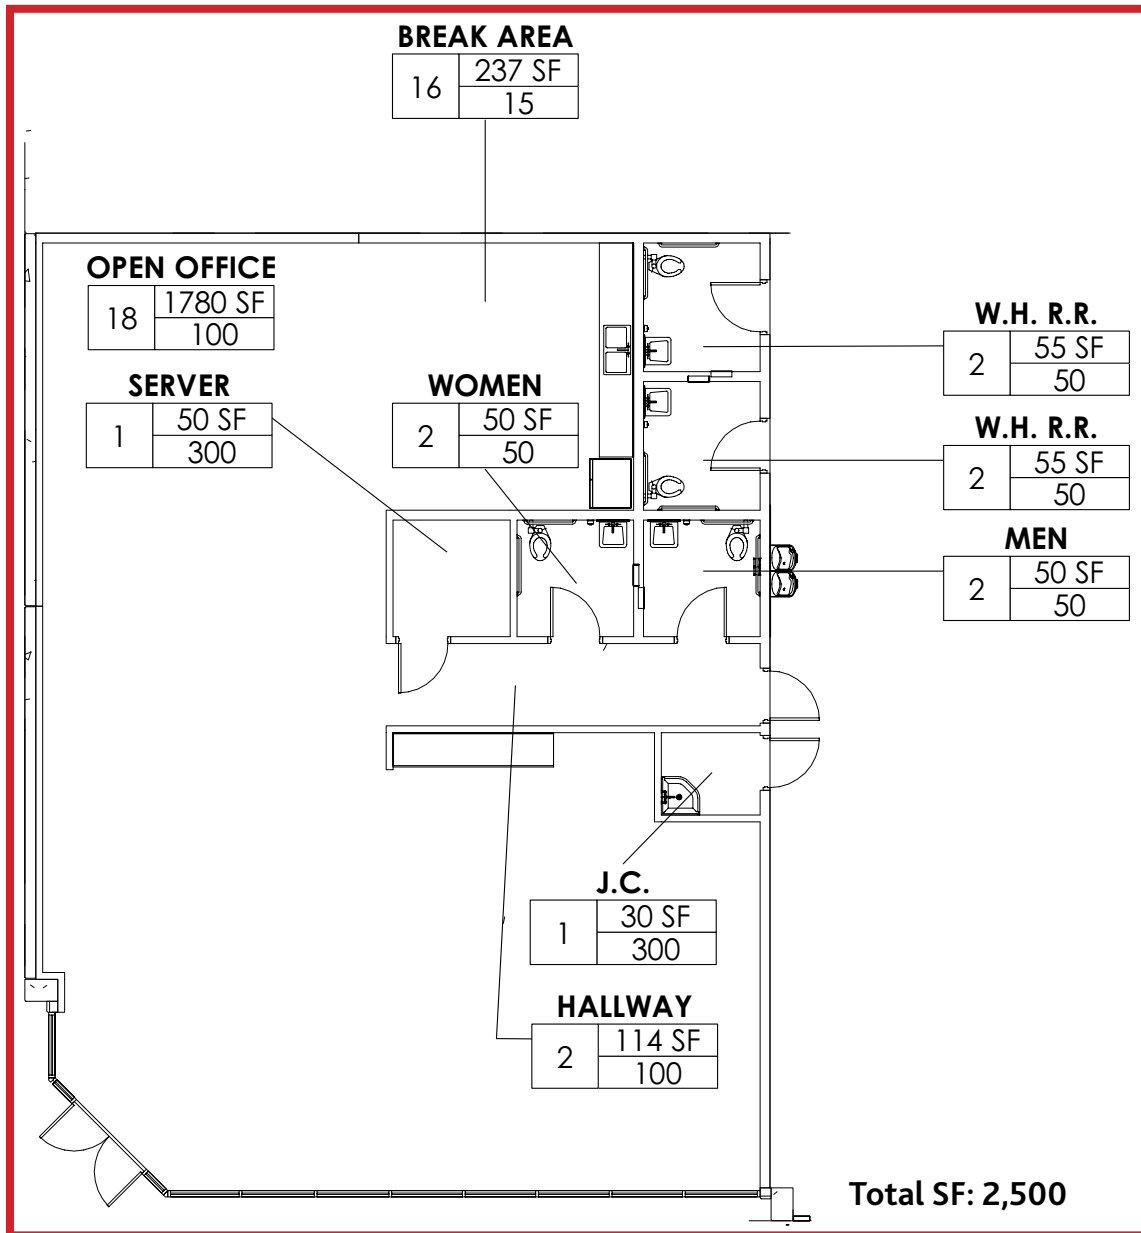 BREAK AREA
16
237 SF
15
OPEN OFFICE
18
1780 SF
100
SERVER
1
50 SF
300
WOMEN
2
50 SF
50
W.H. R.R.
2
55 SF
50
W.H. R.R.
2
55 SF
50
MEN
2
50 SF
50
J.C.
1
30 SF
300
HALLWAY
2
114 SF
100
Total SF: 2,500